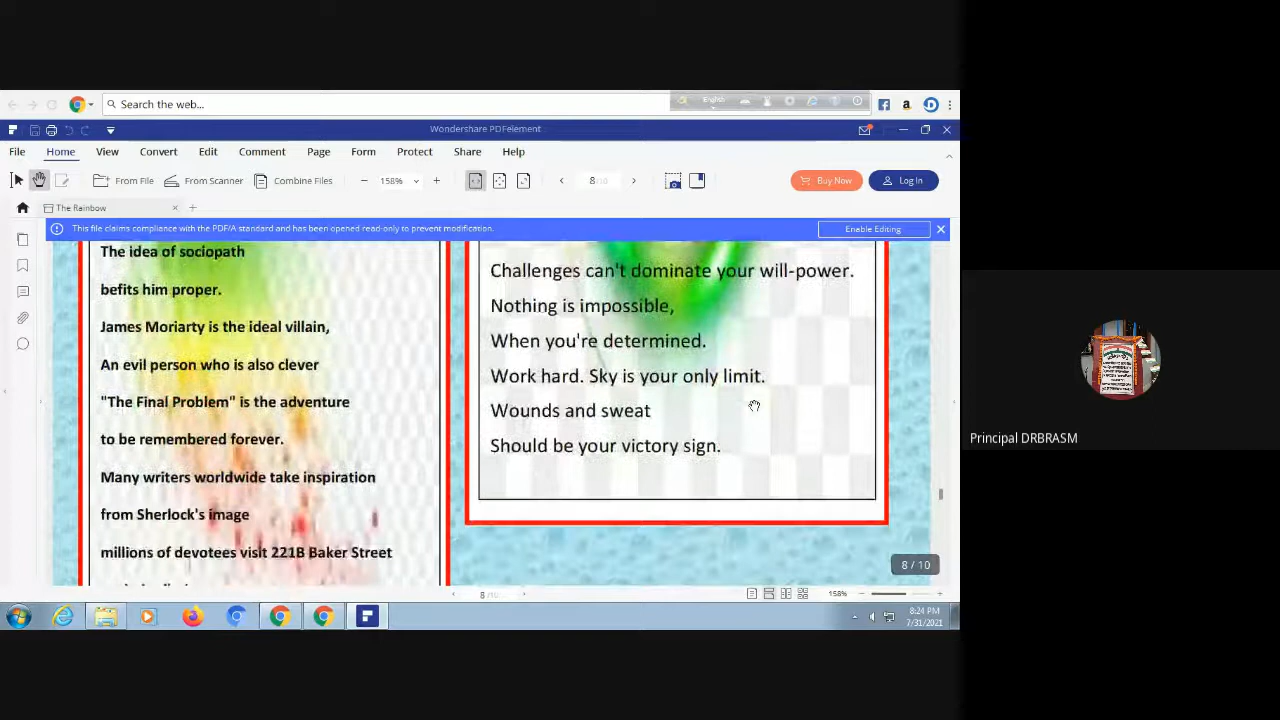 Search the web...
English
Wondershare PDFelement
File Home View Convert Edit Comment Page Form Protect Share Help
From File From Scanner Combine Files 158% 8/10 Buy Now Log In
The Rainbow
This file claims compliance with the PDF/A standard and has been opened read-only to prevent modification. Enable Editing
The idea of sociopath
befits him proper.
James Moriarty is the ideal villain,
An evil person who is also clever
"The Final Problem" is the adventure
to be remembered forever.
Many writers worldwide take inspiration
from Sherlock's image
millions of devotees visit 221B Baker Street
Challenges can't dominate your will-power.
Nothing is impossible,
When you're determined.
Work hard. Sky is your only limit.
Wounds and sweat
Should be your victory sign.
8 / 10
8/10 158%
8:24 PM
7/31/2021
Principal DRBRASM